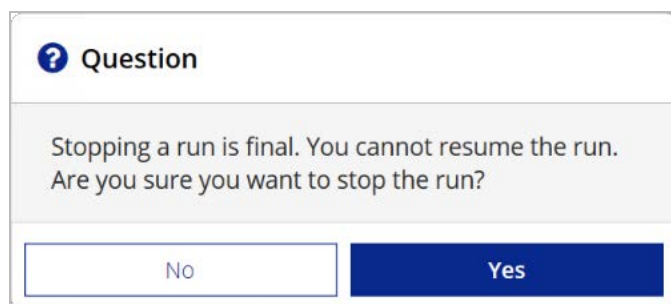 Question
Stopping a run is final. You cannot resume the run.
Are you sure you want to stop the run?
No
Yes